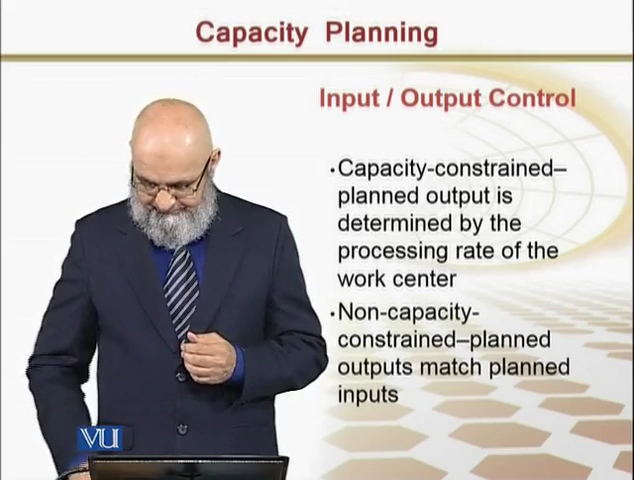 Capacity Planning
Input / Output Control
•Capacity-constrained–
planned output is
determined by the
processing rate of the
work center
•Non-capacity-
constrained–planned
outputs match planned
inputs
VU